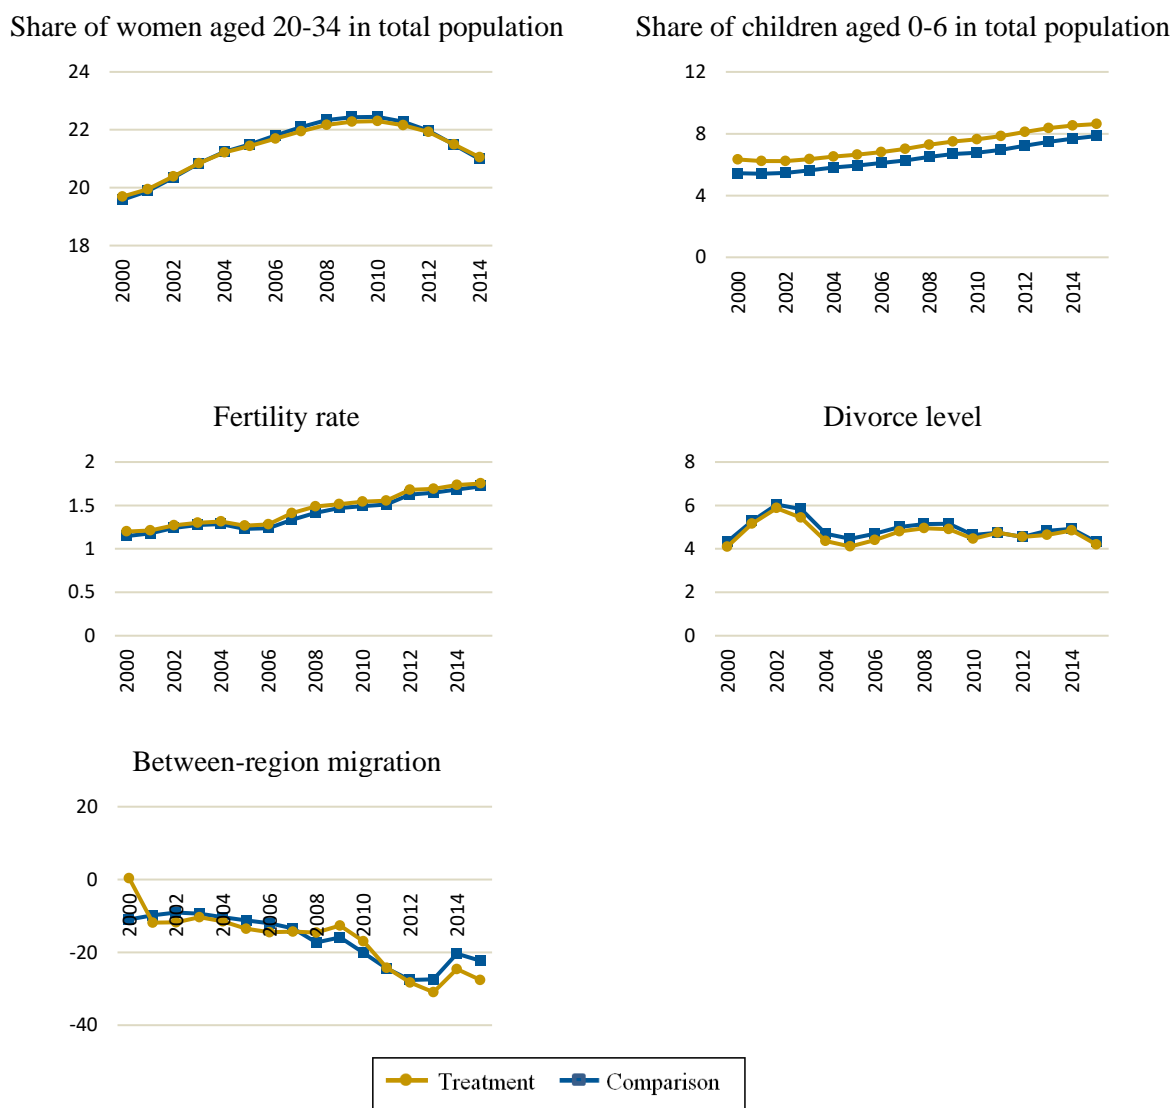 Share of women aged 20-34 in total population
24
22
20
18
2000 2002 2004 2006 2008 2010 2012 2014
Share of children aged 0-6 in total population
12
8
4
0
2000 2002 2004 2006 2008 2010 2012 2014
Fertility rate
2
1.5
1
0.5
0
2000 2002 2004 2006 2008 2010 2012 2014
Divorce level
8
6
4
2
0
2000 2002 2004 2006 2008 2010 2012 2014
Between-region migration
20
0
-20
-40
2000 2002 2004 2006 2008 2010 2012 2014
Treatment Comparison